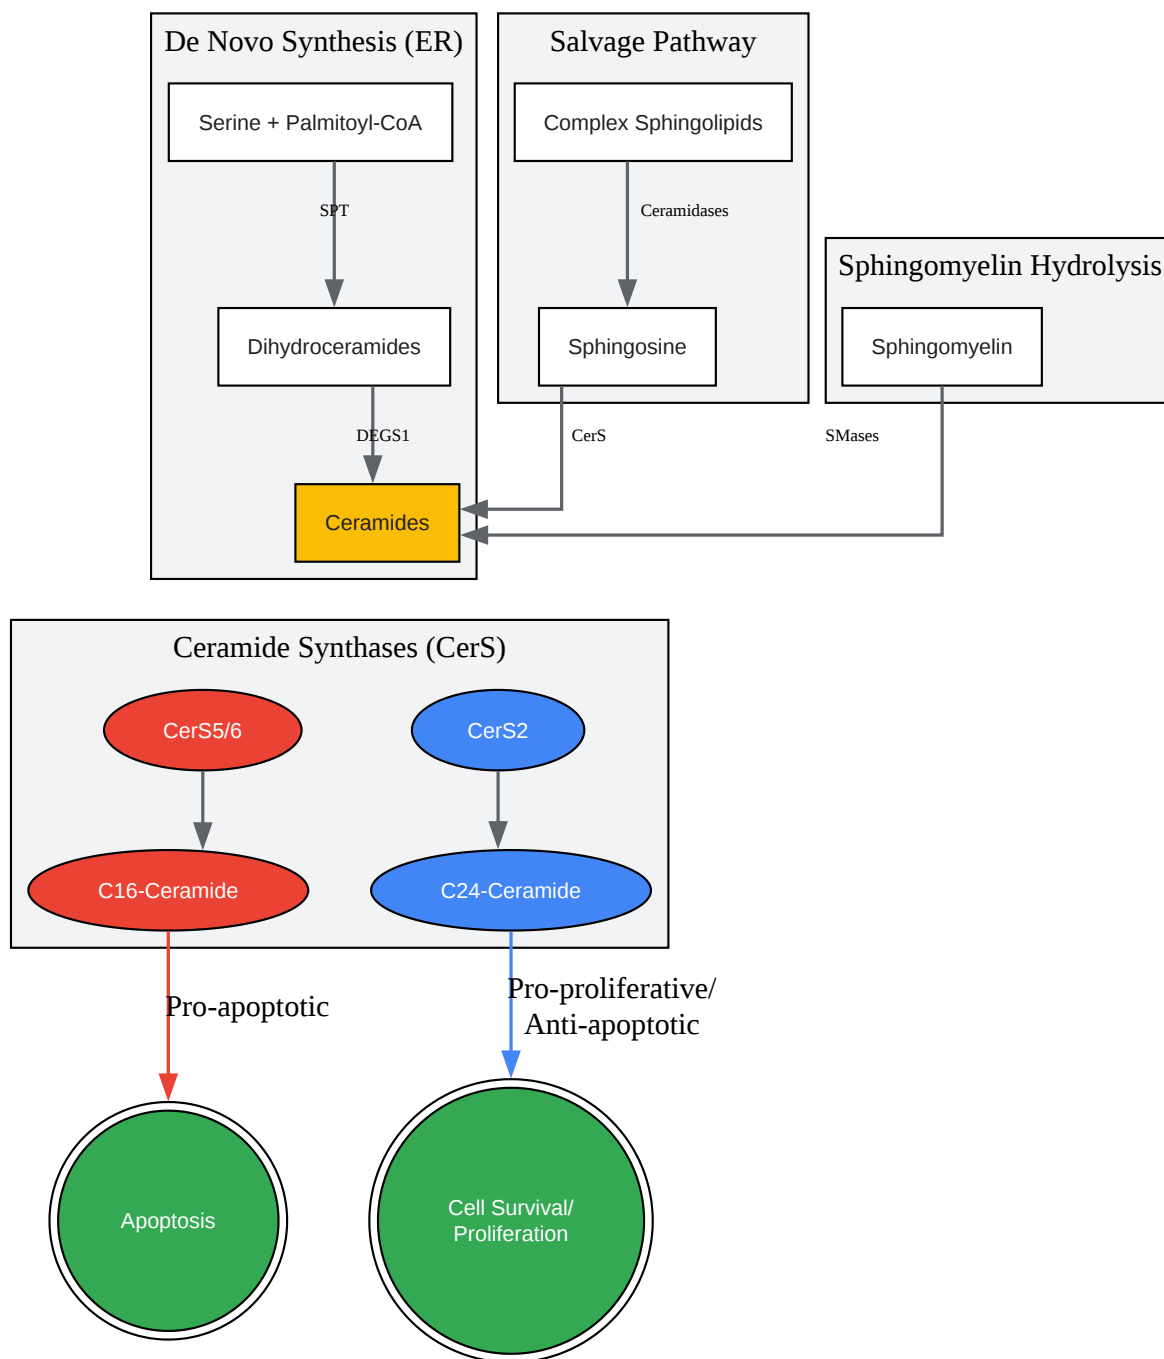 De Novo Synthesis (ER)
Serine + Palmitoyl-CoA
SPT
Dihydroceramides
DEGS1
Ceramides
Salvage Pathway
Complex Sphingolipids
Ceramidases
Sphingosine
CerS
Sphingomyelin Hydrolysis
Sphingomyelin
SMases
Ceramide Synthases (CerS)
CerS5/6
CerS2
C16-Ceramide
C24-Ceramide
Pro-apoptotic
Pro-proliferative/
Anti-apoptotic
Apoptosis
Cell Survival/
Proliferation